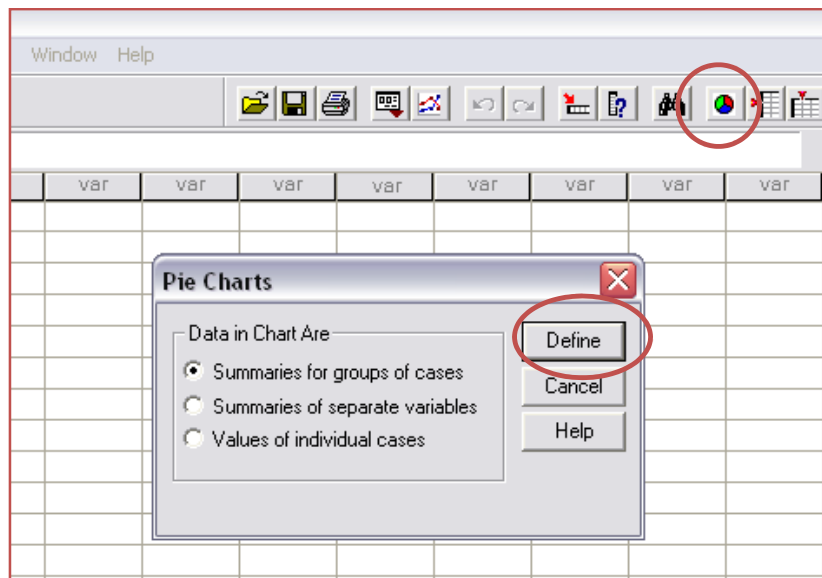 Window Help
var var var var var var var var
Pie Charts
Data in Chart Are
Summaries for groups of cases
Summaries of separate variables
Values of individual cases
Define
Cancel
Help